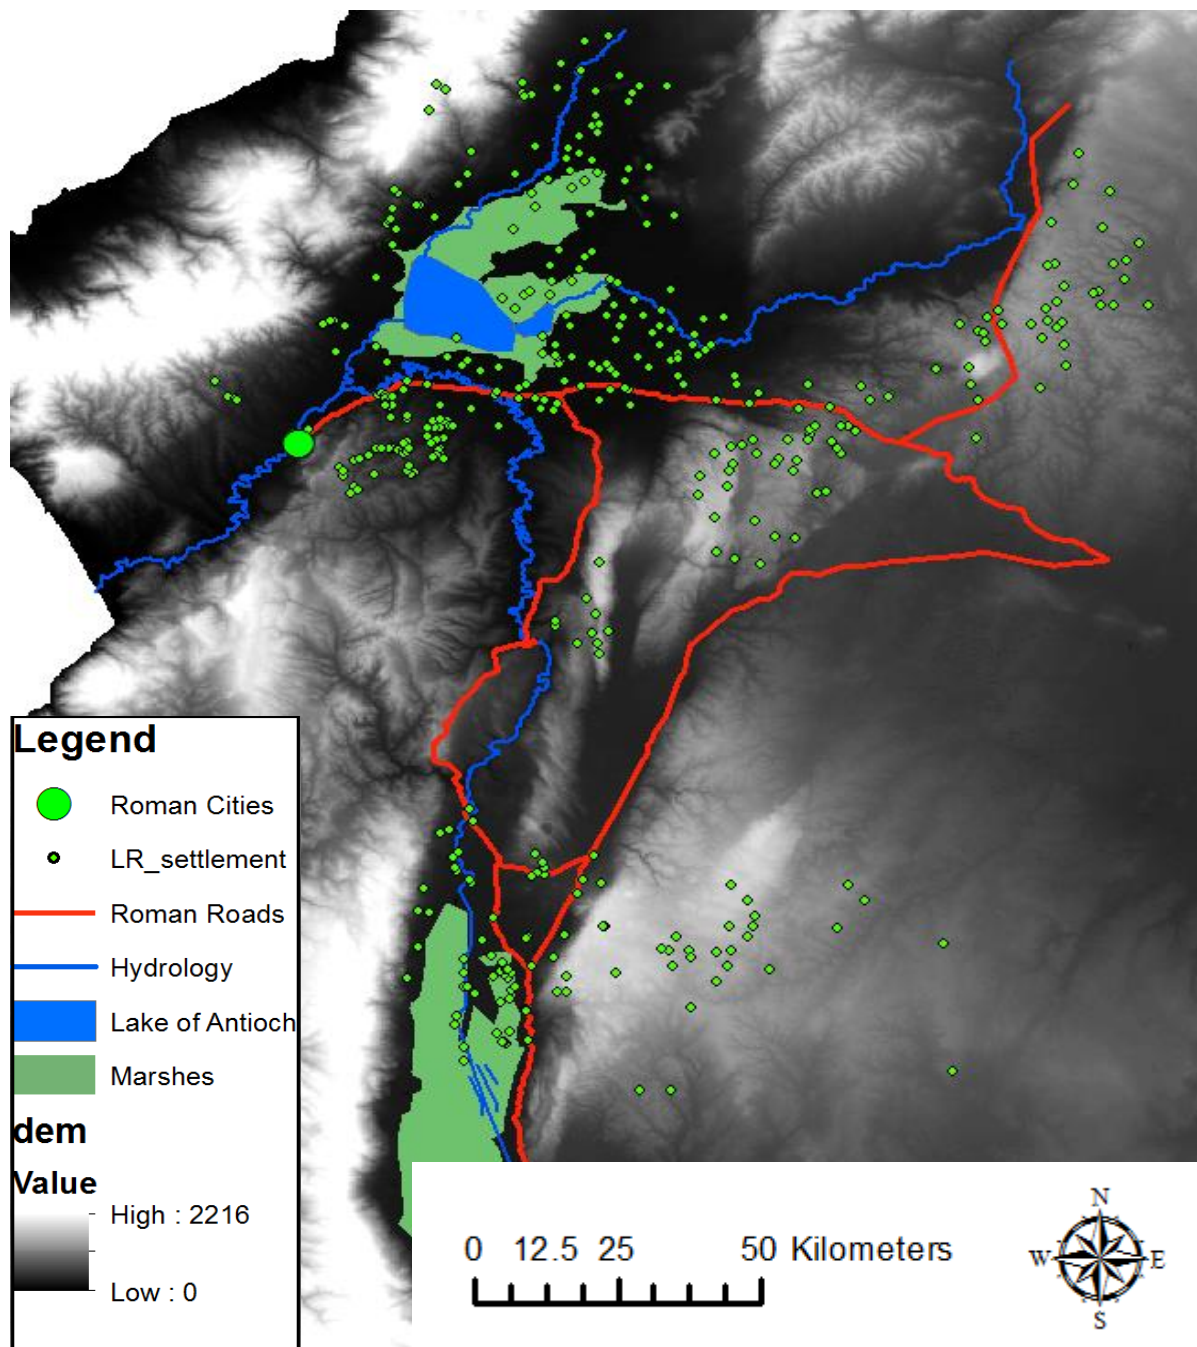 Legend
Roman Cities
LR_settlement
Roman Roads
Hydrology
Lake of Antioch
Marshes
dem
Value
High : 2216
Low : 0
0 12.5 25 50 Kilometers
N
W E
S